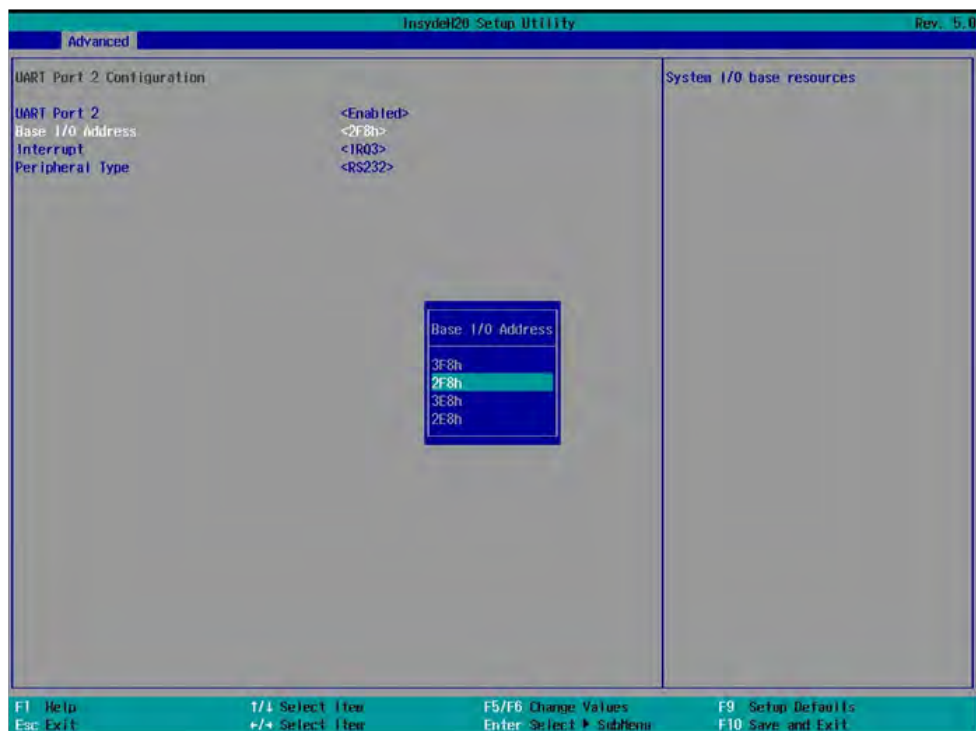 InsydeH20 Setup Utility
Rev. 5.0
Advanced
UART Port 2 Configuration
System I/O base resources
UART Port 2 <Enabled>
Base I/O Address <2F8h>
Interrupt <IRQ3>
Peripheral Type <RS232>
Base I/O Address
3F8h
2F8h
3E8h
2E8h
F1 Help ↑/↓ Select Item F5/F6 Change Values F9 Setup Defaults
Esc Exit ←/→ Select Item Enter Select ▶ SubMenu F10 Save and Exit